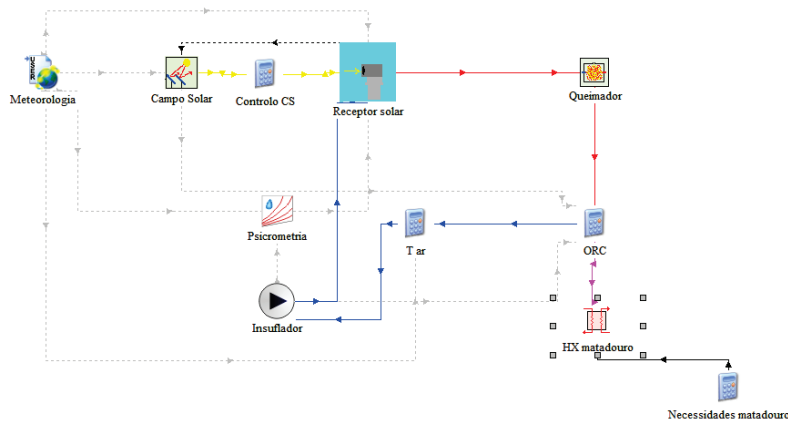 Meteorologia
Campo Solar
Controlo CS
Receptor solar
Queimador
Psicrometria
T ar
ORC
Insuflador
HX matadouro
Necessidades matadouro